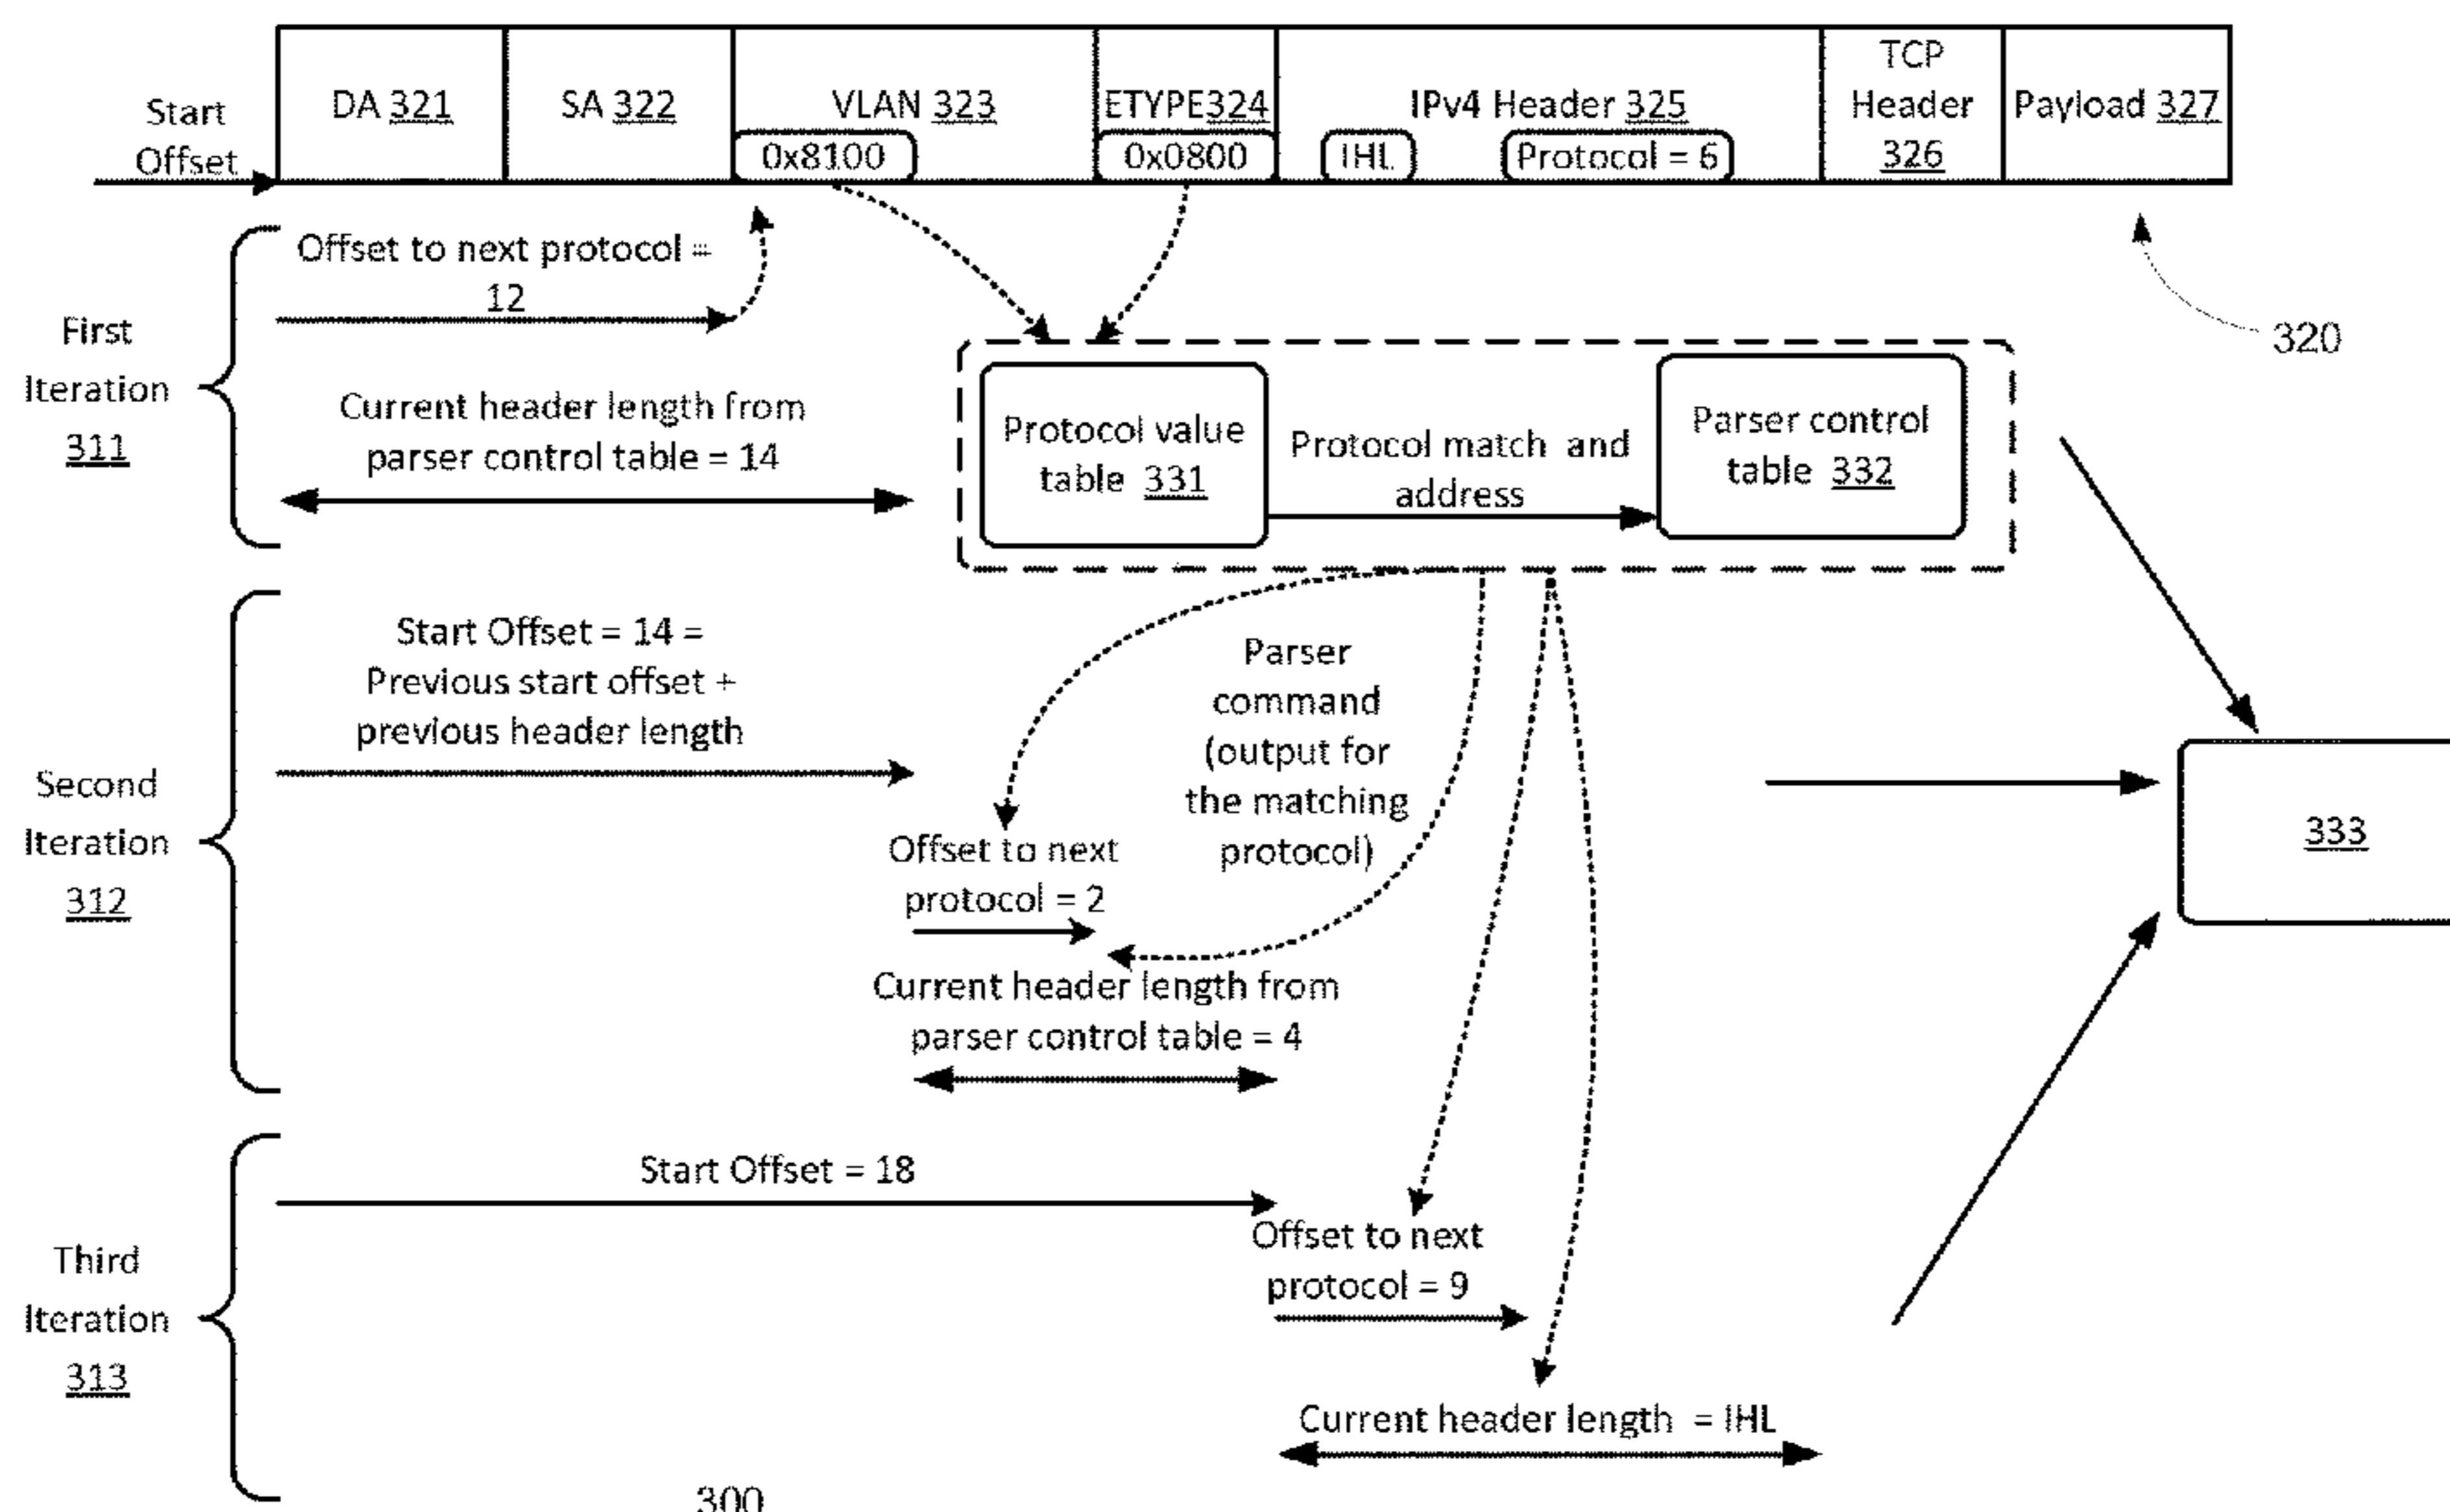 Start
Offset
DA 321
SA 322
VLAN 323
0x8100
ETYPE324
0x0800
IPv4 Header 325
IHL
Protocol = 6
TCP
Header
326
Payload 327
320
First
Iteration
311
Offset to next protocol =
12
Current header length from
parser control table = 14
Protocol value
table 331
Protocol match and
address
Parser control
table 332
Second
Iteration
312
Start Offset = 14 =
Previous start offset +
previous header length
Parser
command
(output for
the matching
protocol)
Offset to next
protocol = 2
Current header length from
parser control table = 4
333
Third
Iteration
313
Start Offset = 18
Offset to next
protocol = 9
Current header length = IHL
300